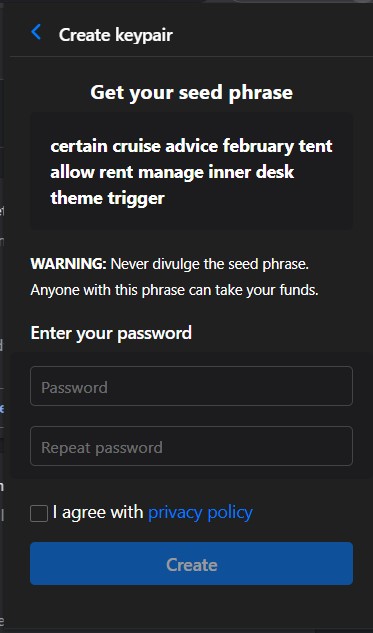 Create keypair
Get your seed phrase
certain cruise advice february tent
allow rent manage inner desk
theme trigger
WARNING: Never divulge the seed phrase.
Anyone with this phrase can take your funds.
Enter your password
Password
Repeat password
I agree with privacy policy
Create